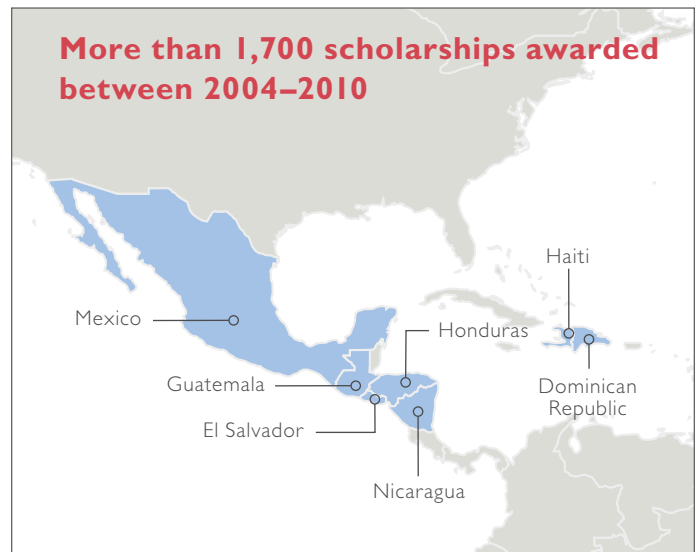 More than 1,700 scholarships awarded
between 2004–2010
Haiti
Mexico
Honduras
Guatemala
Dominican
Republic
El Salvador
Nicaragua